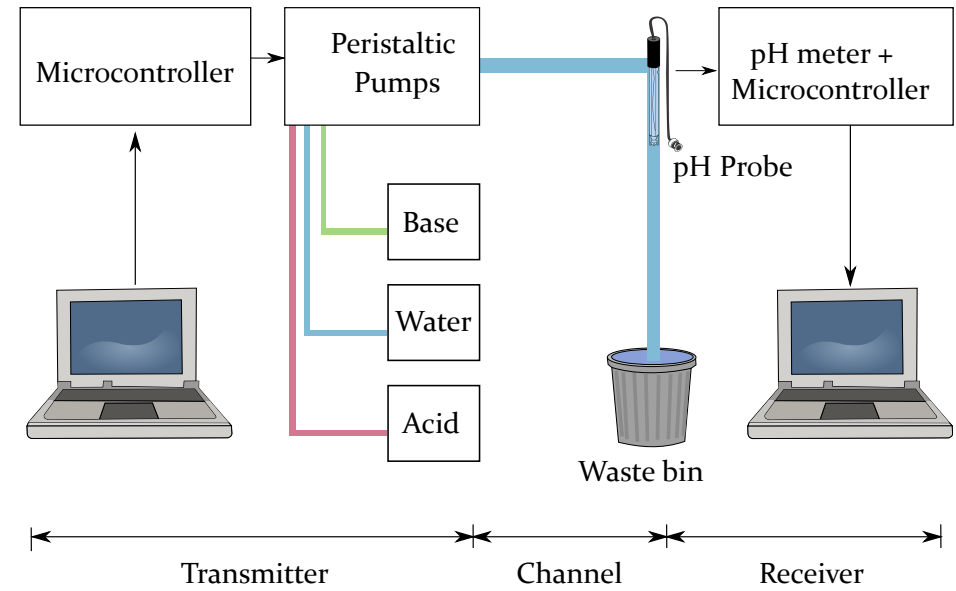 Microcontroller
Peristaltic
Pumps
pH meter +
Microcontroller
pH Probe
Base
Water
Acid
Waste bin
Transmitter
Channel
Receiver